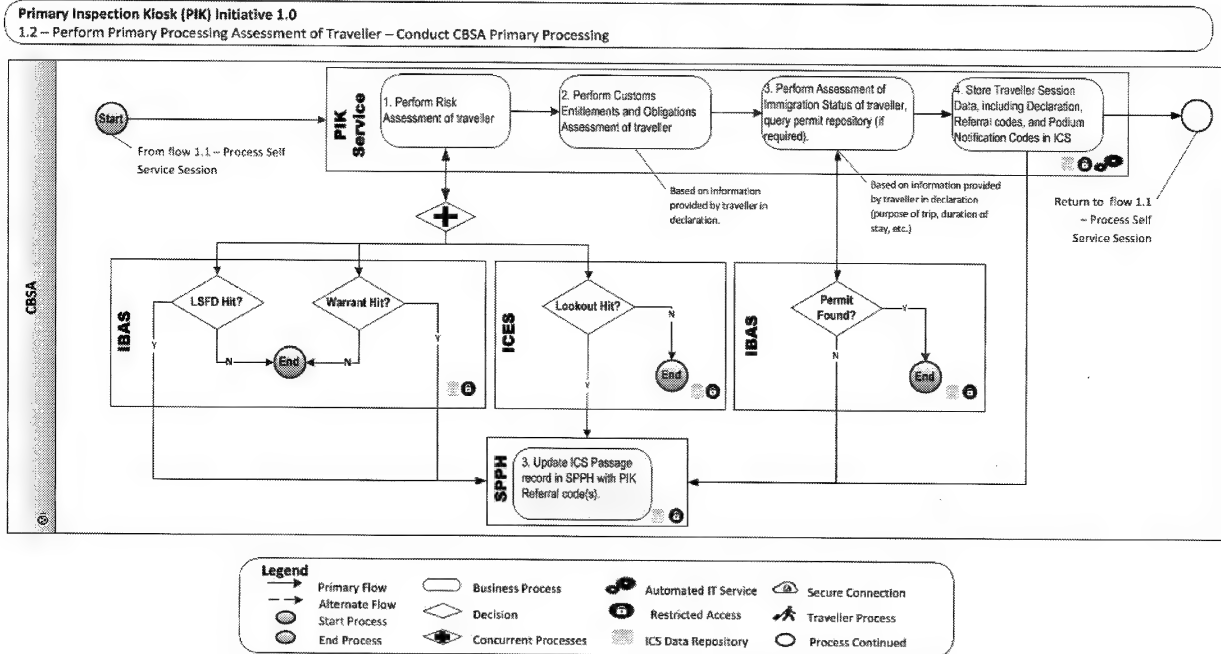 Primary Inspection Kiosk (PIK) Initiative 1.0
1.2 – Perform Primary Processing Assessment of Traveller – Conduct CBSA Primary Processing
CBSA
Start
From flow 1.1 – Process Self
Service Session
PIK
Service
1. Perform Risk
Assessment of traveller
2. Perform Customs
Entitlements and Obligations
Assessment of traveller
3. Perform Assessment of
Immigration Status of traveller,
query permit repository (if
required).
4. Store Traveller Session
Data, including Declaration,
Referral codes, and Podium
Notification Codes in ICS
Based on information
provided by traveller in
declaration.
Based on information provided
by traveller in declaration
(purpose of trip, duration of
stay, etc.)
Return to flow 1.1
– Process Self
Service Session
IBAS
LSFD Hit?
Warrant Hit?
Y
N
End
N
Y
ICES
Lookout Hit?
N
Y
End
IBAS
Permit
Found?
Y
N
End
SPPH
3. Update ICS Passage
record in SPPH with PIK
Referral code(s).
Legend
Primary Flow
Alternate Flow
Start Process
End Process
Business Process
Decision
Concurrent Processes
Automated IT Service
Restricted Access
ICS Data Repository
Secure Connection
Traveller Process
Process Continued